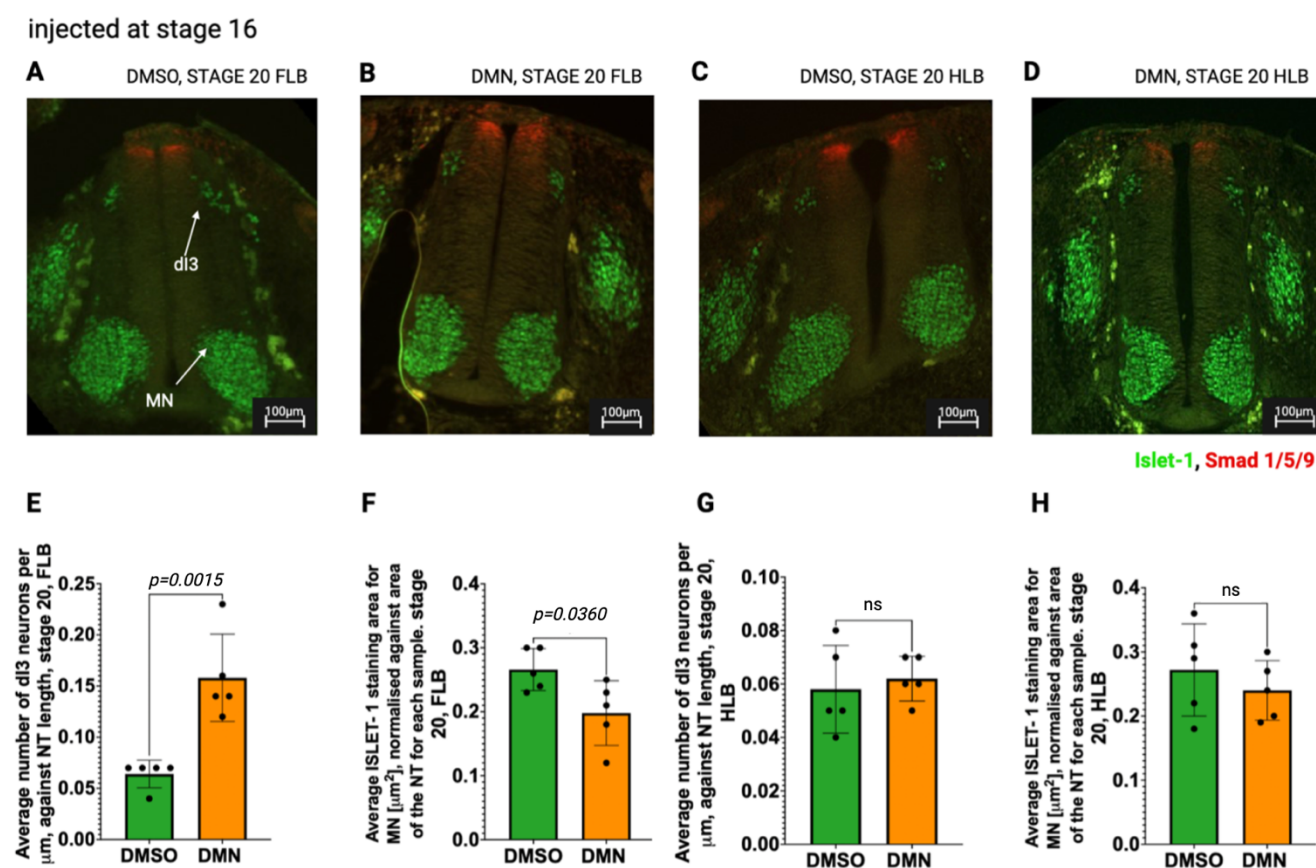 injected at stage 16
A DMSO, STAGE 20 FLB
B DMN, STAGE 20 FLB
C DMSO, STAGE 20 HLB
D DMN, STAGE 20 HLB
dI3
MN
100μm
100μm
100μm
100μm
Islet-1, Smad 1/5/9
E
Average number of dI3 neurons per
μm, against NT length, stage 20, FLB
0.25
0.20
0.15
0.10
0.05
0.00
p=0.0015
DMSO DMN
F
Average ISLET- 1 staining area for
MN [μm²], normalised against area
of the NT for each sample. stage
20, FLB
0.4
0.3
0.2
0.1
0.0
p=0.0360
DMSO DMN
G
Average number of dI3 neurons per
μm, against NT length, stage 20,
HLB
0.10
0.08
0.06
0.04
0.02
0.00
ns
DMSO DMN
H
Average ISLET- 1 staining area for
MN [μm²], normalised against area
of the NT for each sample. stage
20, HLB
0.4
0.3
0.2
0.1
0.0
ns
DMSO DMN